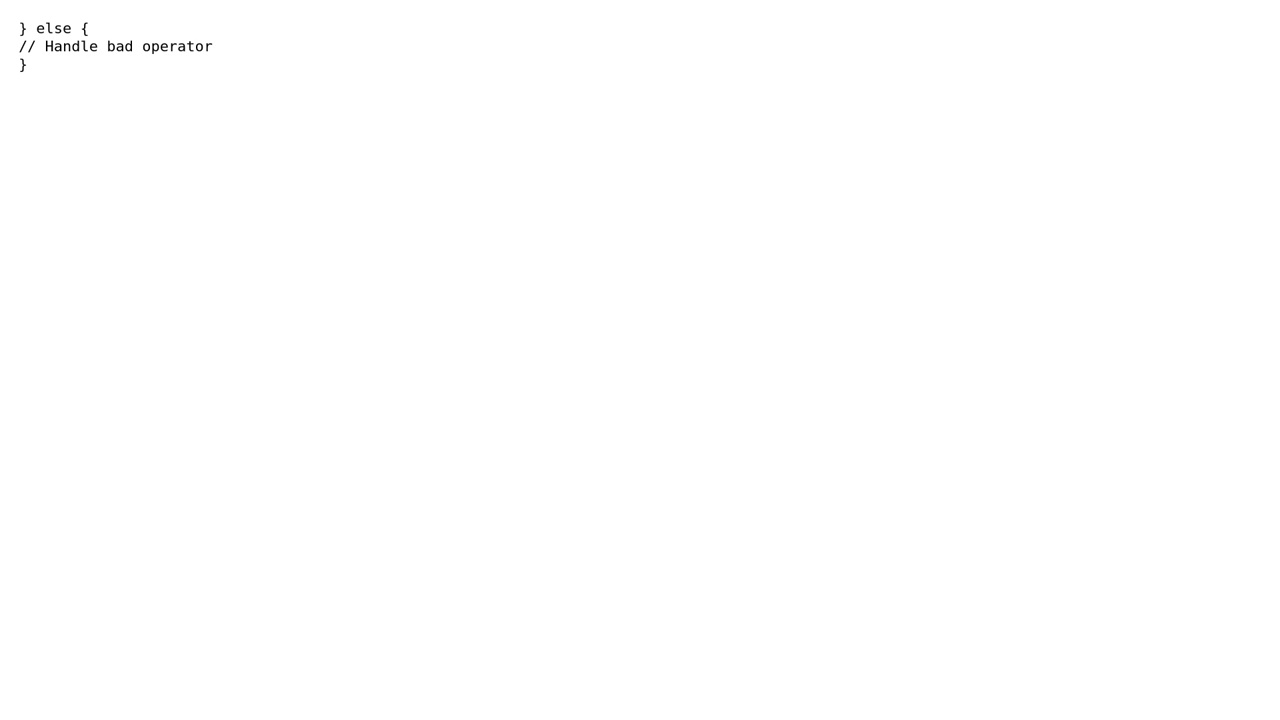 } else {
// Handle bad operator
}